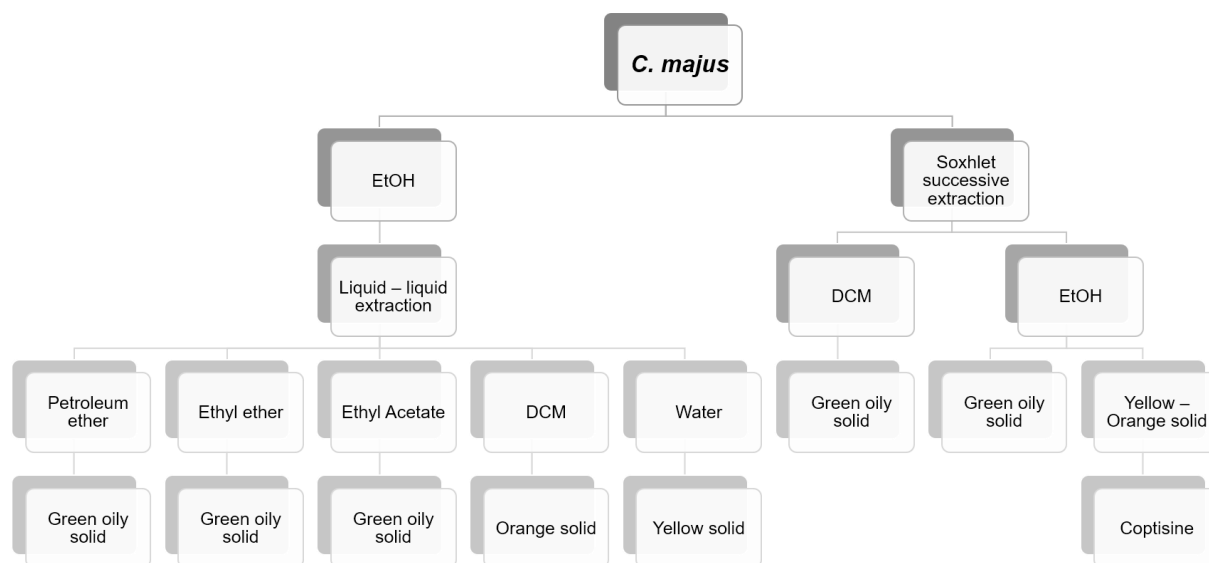 C. majus
EtOH
Soxhlet
successive
extraction
Liquid – liquid
extraction
DCM
EtOH
Petroleum
ether
Ethyl ether
Ethyl Acetate
DCM
Water
Green oily
solid
Green oily
solid
Yellow –
Orange solid
Green oily
solid
Green oily
solid
Green oily
solid
Orange solid
Yellow solid
Coptisine